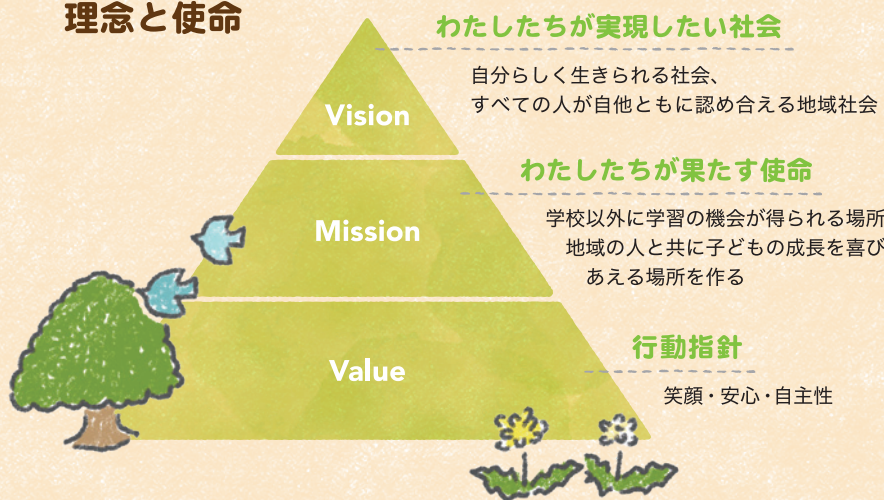 理念と使命
わたしたちが実現したい社会
自分らしく生きられる社会、
すべての人が自他ともに認め合える地域社会
Vision
わたしたちが果たす使命
学校以外に学習の機会が得られる場所
地域の人と共に子どもの成長を喜び
あえる場所を作る
Mission
行動指針
笑顔・安心・自主性
Value